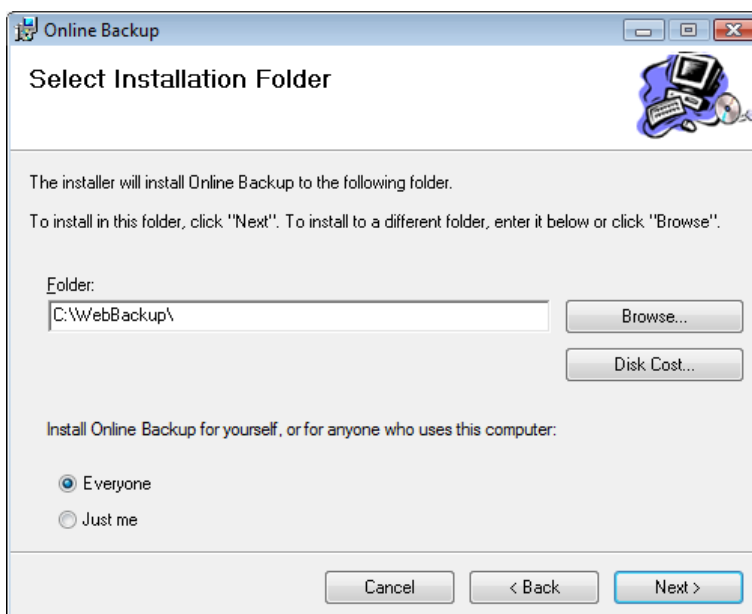 Online Backup
Select Installation Folder
The installer will install Online Backup to the following folder.
To install in this folder, click "Next". To install to a different folder, enter it below or click "Browse".
Folder:
C:\WebBackup\
Browse...
Disk Cost...
Install Online Backup for yourself, or for anyone who uses this computer:
Everyone
Just me
Cancel
< Back
Next >